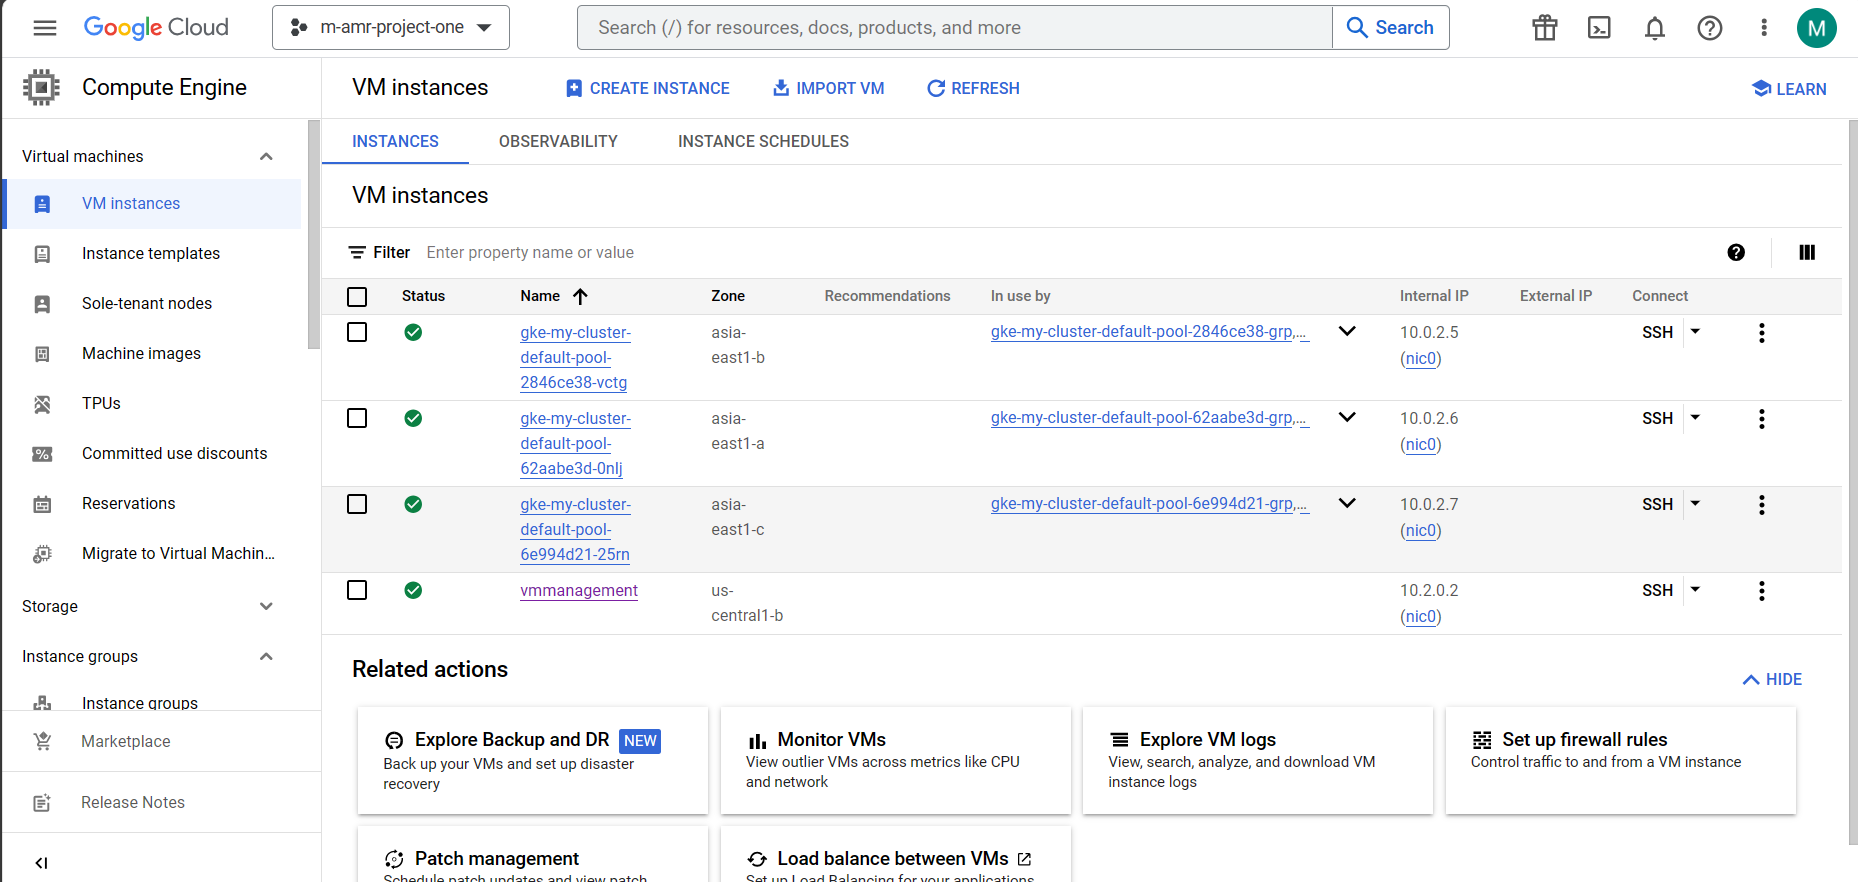 Google Cloud
m-amr-project-one
Search (/) for resources, docs, products, and more
Search
M
Compute Engine
VM instances
CREATE INSTANCE
IMPORT VM
REFRESH
LEARN
Virtual machines
VM instances
Instance templates
Sole-tenant nodes
Machine images
TPUs
Committed use discounts
Reservations
Migrate to Virtual Machin...
Storage
Instance groups
Instance groups
Marketplace
Release Notes
INSTANCES
OBSERVABILITY
INSTANCE SCHEDULES
VM instances
Filter
Enter property name or value
Status
Name
Zone
Recommendations
In use by
Internal IP
External IP
Connect
gke-my-cluster-
default-pool-
2846ce38-vctg
asia-
east1-b
gke-my-cluster-default-pool-2846ce38-grp,...
10.0.2.5
(nic0)
SSH
gke-my-cluster-
default-pool-
62aabe3d-0nlj
asia-
east1-a
gke-my-cluster-default-pool-62aabe3d-grp,...
10.0.2.6
(nic0)
SSH
gke-my-cluster-
default-pool-
6e994d21-25rn
asia-
east1-c
gke-my-cluster-default-pool-6e994d21-grp,...
10.0.2.7
(nic0)
SSH
vmmanagement
us-
central1-b
10.2.0.2
(nic0)
SSH
Related actions
HIDE
Explore Backup and DR NEW
Back up your VMs and set up disaster
recovery
Monitor VMs
View outlier VMs across metrics like CPU
and network
Explore VM logs
View, search, analyze, and download VM
instance logs
Set up firewall rules
Control traffic to and from a VM instance
Patch management
Schedule patch updates and view patch
Load balance between VMs
Set up Load Balancing for your applications